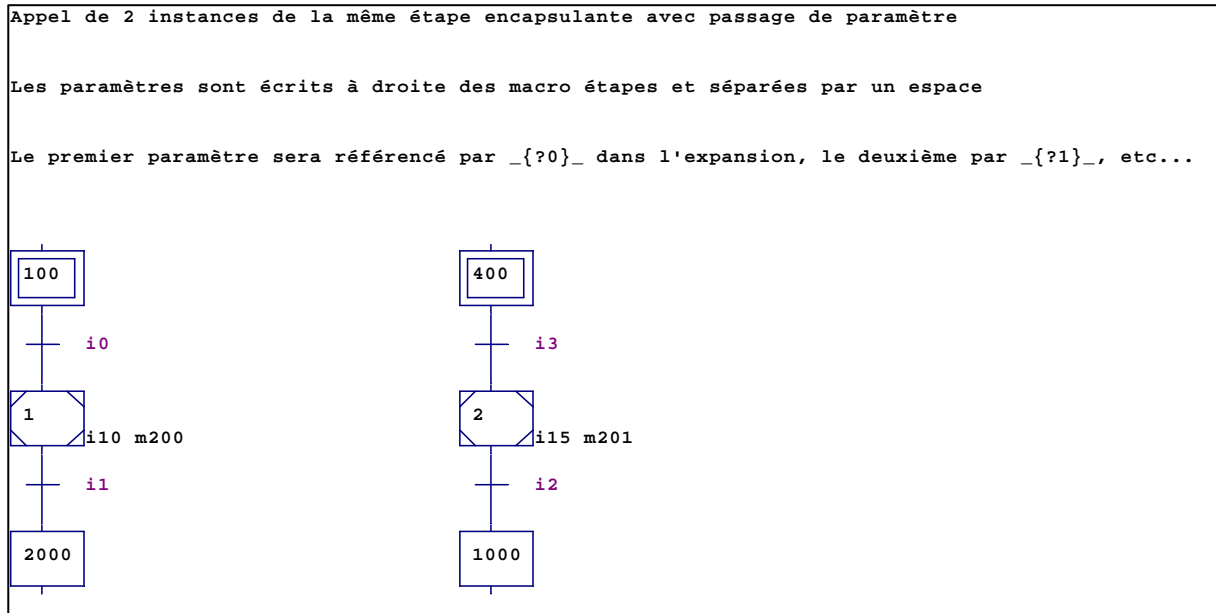 Appel de 2 instances de la même étape encapsulante avec passage de paramètre
Les paramètres sont écrits à droite des macro étapes et séparées par un espace
Le premier paramètre sera référencé par _{?0}_ dans l'expansion, le deuxième par _{?1}_, etc...
100
400
i0
i3
1
2
i10 m200
i15 m201
i1
i2
2000
1000